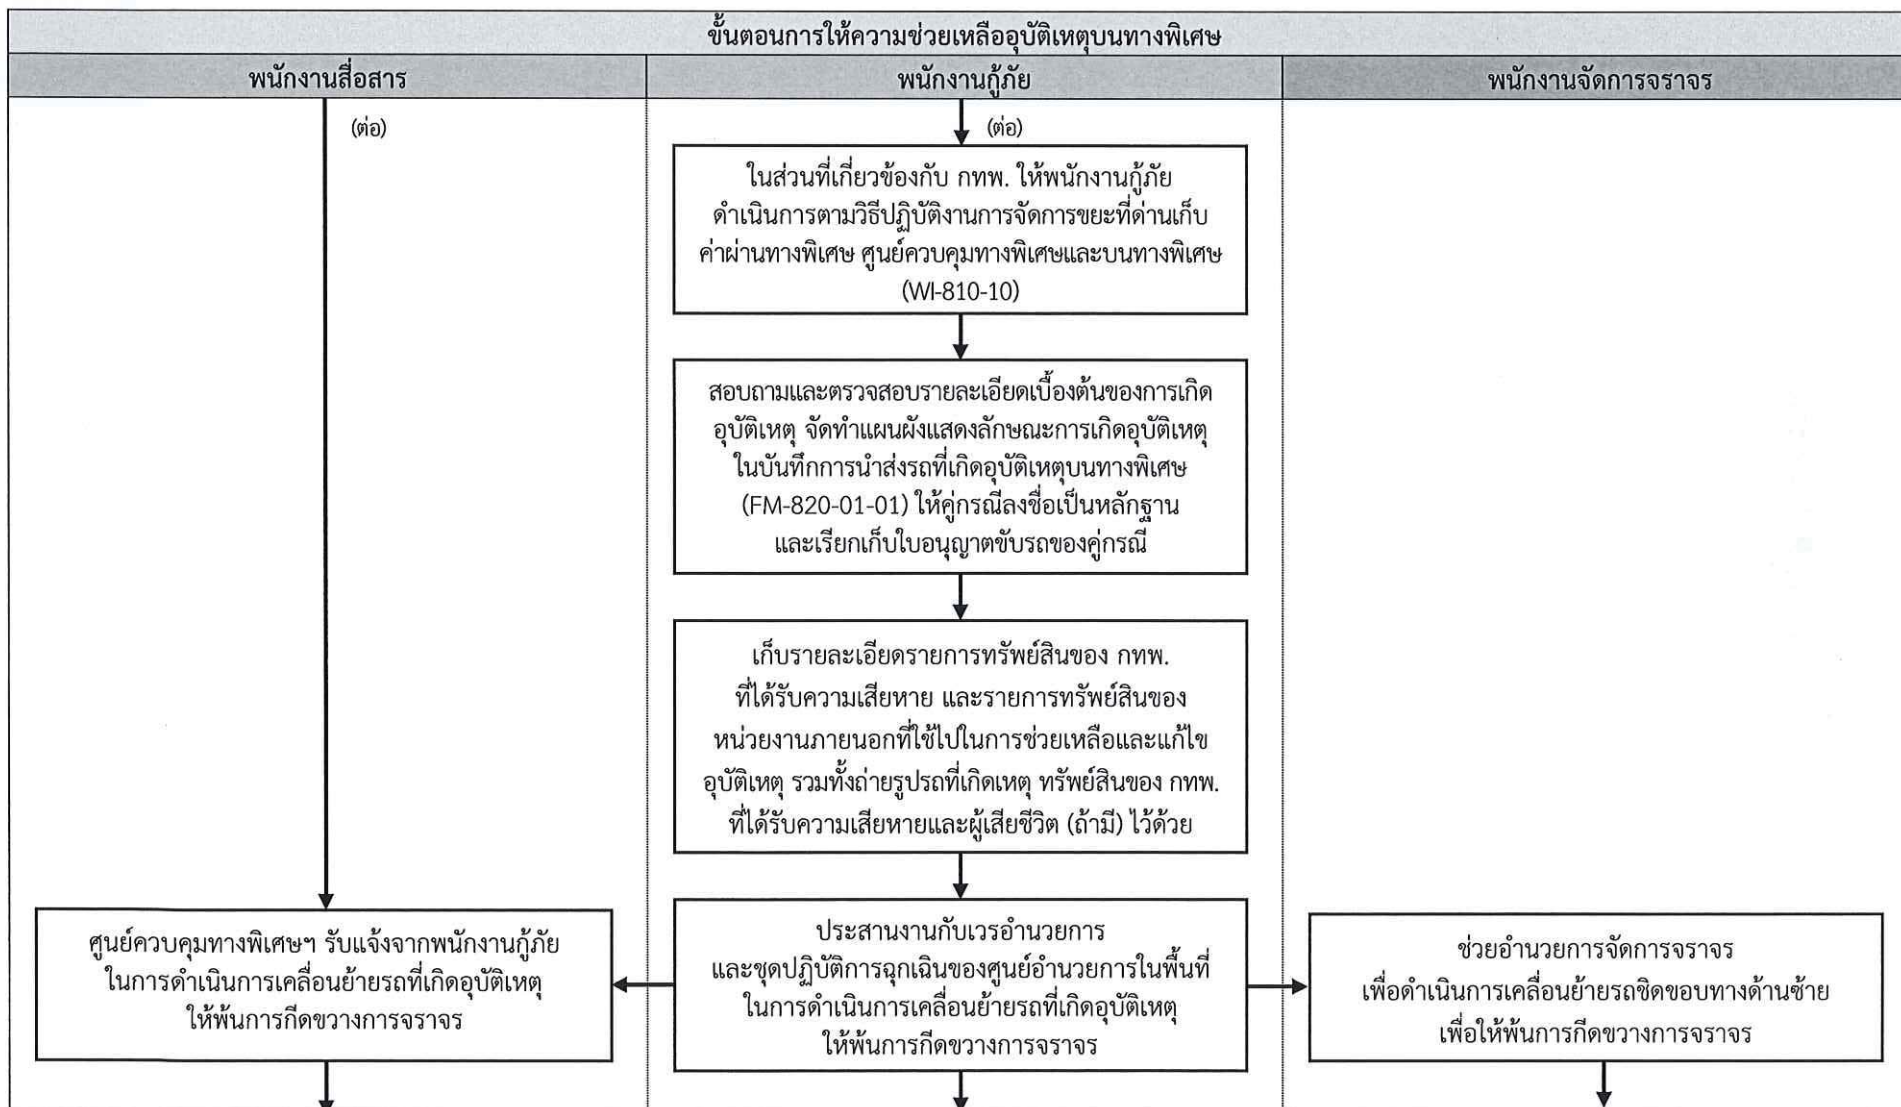 ขั้นตอนการให้ความช่วยเหลืออุบัติเหตุบนทางพิเศษ
พนักงานสื่อสาร
พนักงานกู้ภัย
พนักงานจัดการจราจร
(ต่อ)
(ต่อ)
ในส่วนที่เกี่ยวข้องกับ กทพ. ให้พนักงานกู้ภัย
ดำเนินการตามวิธีปฏิบัติงานการจัดการขยะที่ด่านเก็บ
ค่าผ่านทางพิเศษ ศูนย์ควบคุมทางพิเศษและบนทางพิเศษ
(WI-810-10)
สอบถามและตรวจสอบรายละเอียดเบื้องต้นของการเกิด
อุบัติเหตุ จัดทำแผนผังแสดงลักษณะการเกิดอุบัติเหตุ
ในบันทึกการนำส่งรถที่เกิดอุบัติเหตุบนทางพิเศษ
(FM-820-01-01) ให้คู่กรณีลงชื่อเป็นหลักฐาน
และเรียกเก็บใบอนุญาตขับรถของคู่กรณี
เก็บรายละเอียดรายการทรัพย์สินของ กทพ.
ที่ได้รับความเสียหาย และรายการทรัพย์สินของ
หน่วยงานภายนอกที่ใช้ไปในการช่วยเหลือและแก้ไข
อุบัติเหตุ รวมทั้งถ่ายรูปรถที่เกิดเหตุ ทรัพย์สินของ กทพ.
ที่ได้รับความเสียหายและผู้เสียชีวิต (ถ้ามี) ไว้ด้วย
ศูนย์ควบคุมทางพิเศษฯ รับแจ้งจากพนักงานกู้ภัย
ในการดำเนินการเคลื่อนย้ายรถที่เกิดอุบัติเหตุ
ให้พ้นการกีดขวางการจราจร
ประสานงานกับเวรอำนวยการ
และชุดปฏิบัติการฉุกเฉินของศูนย์อำนวยการในพื้นที่
ในการดำเนินการเคลื่อนย้ายรถที่เกิดอุบัติเหตุ
ให้พ้นการกีดขวางการจราจร
ช่วยอำนวยการจัดการจราจร
เพื่อดำเนินการเคลื่อนย้ายรถชิดขอบทางด้านซ้าย
เพื่อให้พ้นการกีดขวางการจราจร